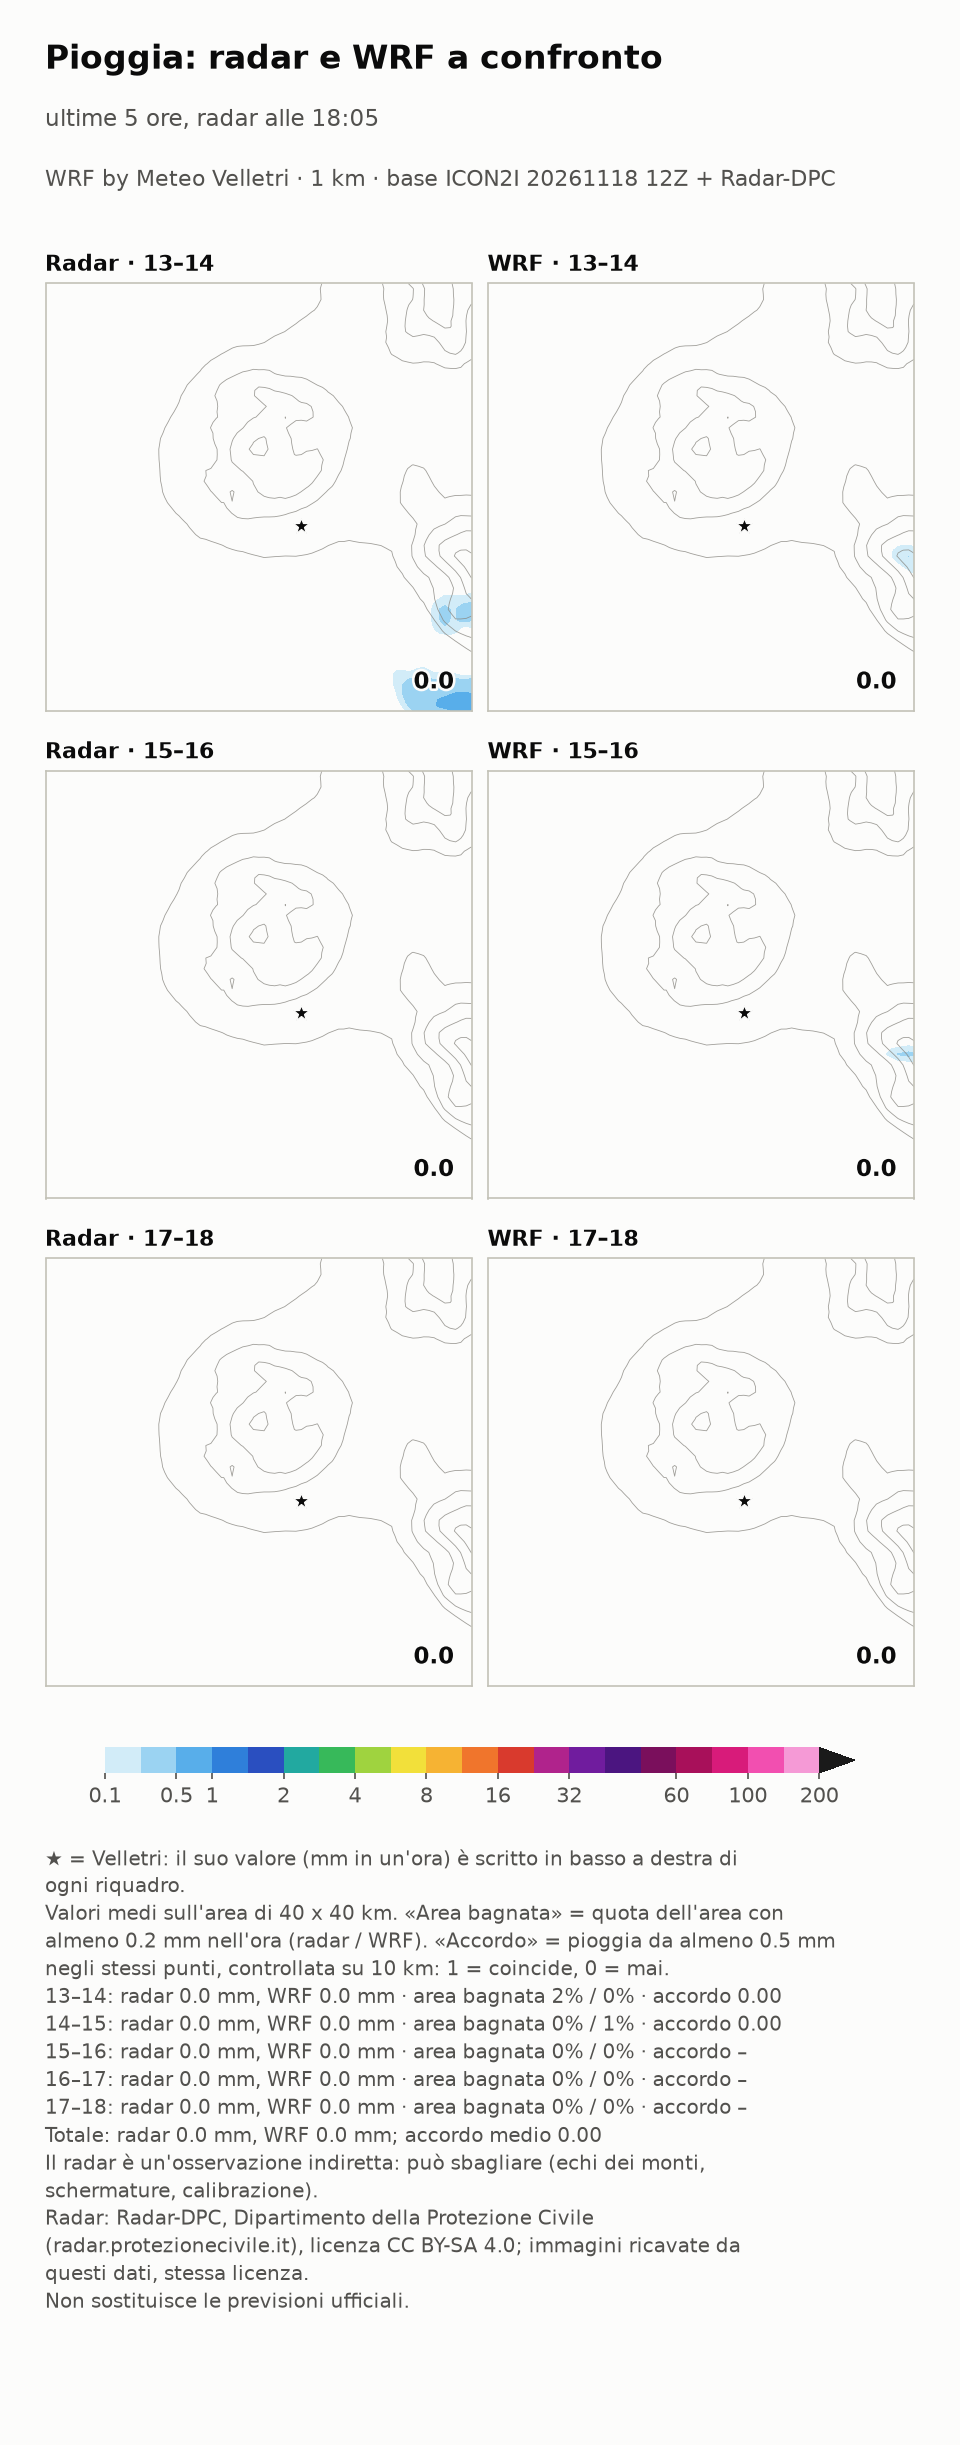 Pioggia: radar e WRF a confronto
ultime 5 ore, radar alle 18:05
WRF by Meteo Velletri · 1 km · base ICON2I 20261118 12Z + Radar-DPC
Radar · 13–14
WRF · 13–14
0.0
0.0
Radar · 15–16
WRF · 15–16
0.0
0.0
Radar · 17–18
WRF · 17–18
0.0
0.0
0.1 0.5 1 2 4 8 16 32 60 100 200
★ = Velletri: il suo valore (mm in un'ora) è scritto in basso a destra di
ogni riquadro.
Valori medi sull'area di 40 x 40 km. «Area bagnata» = quota dell'area con
almeno 0.2 mm nell'ora (radar / WRF). «Accordo» = pioggia da almeno 0.5 mm
negli stessi punti, controllata su 10 km: 1 = coincide, 0 = mai.
13–14: radar 0.0 mm, WRF 0.0 mm · area bagnata 2% / 0% · accordo 0.00
14–15: radar 0.0 mm, WRF 0.0 mm · area bagnata 0% / 1% · accordo 0.00
15–16: radar 0.0 mm, WRF 0.0 mm · area bagnata 0% / 0% · accordo –
16–17: radar 0.0 mm, WRF 0.0 mm · area bagnata 0% / 0% · accordo –
17–18: radar 0.0 mm, WRF 0.0 mm · area bagnata 0% / 0% · accordo –
Totale: radar 0.0 mm, WRF 0.0 mm; accordo medio 0.00
Il radar è un'osservazione indiretta: può sbagliare (echi dei monti,
schermature, calibrazione).
Radar: Radar-DPC, Dipartimento della Protezione Civile
(radar.protezionecivile.it), licenza CC BY-SA 4.0; immagini ricavate da
questi dati, stessa licenza.
Non sostituisce le previsioni ufficiali.